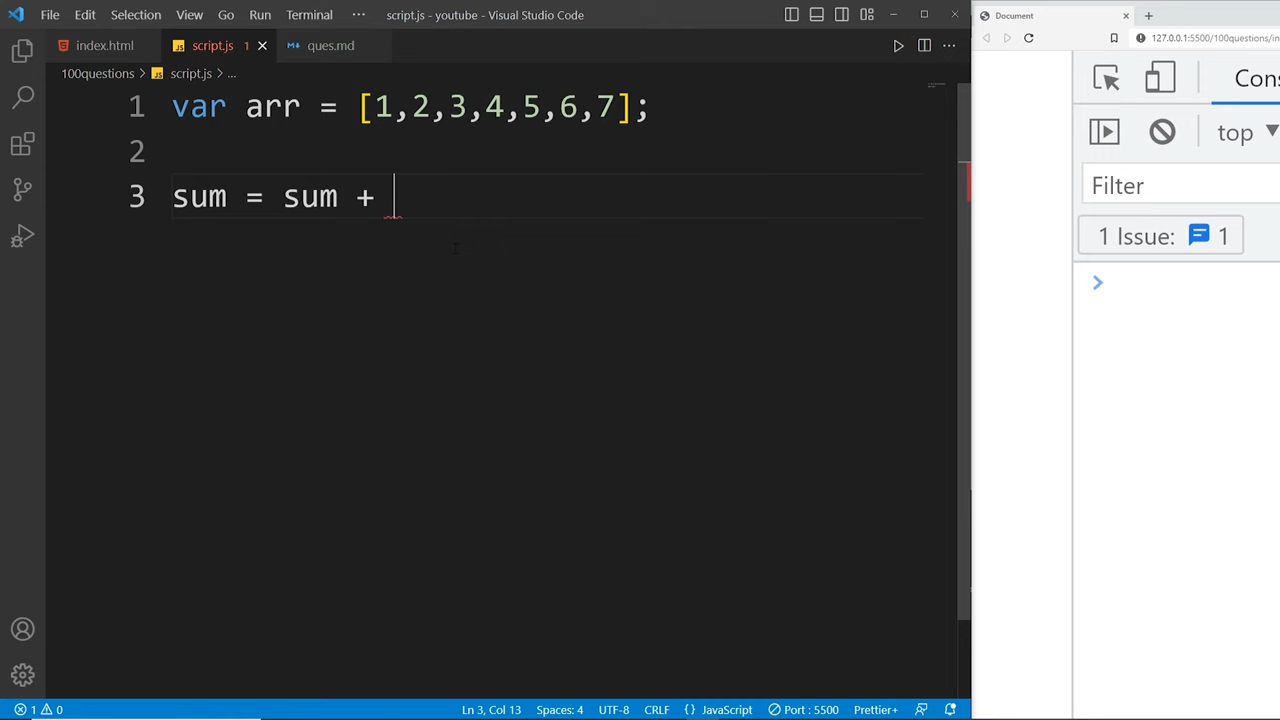 File Edit Selection View Go Run Terminal ··· script.js - youtube - Visual Studio Code
index.html JS script.js 1 ques.md
100questions > JS script.js > ...
1 var arr = [1,2,3,4,5,6,7];
2
3 sum = sum +
1 0 Ln 3, Col 13 Spaces: 4 UTF-8 CRLF {} JavaScript Port : 5500 Prettier+
Document
127.0.0.1:5500/100questions/in
Con
top
Filter
1 Issue: 1